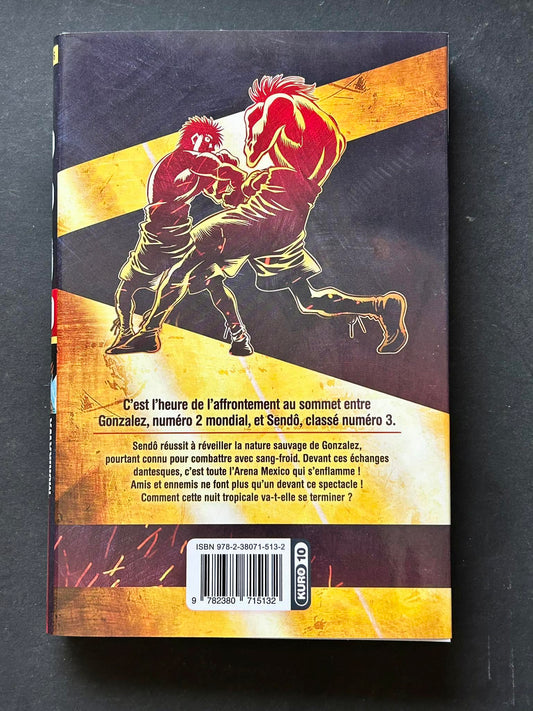 C'est l'heure de l'affrontement au sommet entre
Gonzalez, numéro 2 mondial, et Sendô, classé numéro 3.
Sendô réussit à réveiller la nature sauvage de Gonzalez,
pourtant connu pour combattre avec sang-froid. Devant ces échanges
dantesques, c'est toute l'Arena Mexico qui s'enflamme !
Amis et ennemis ne font plus qu'un devant ce spectacle !
Comment cette nuit tropicale va-t-elle se terminer ?
ISBN 978-2-38071-513-2
9 782380 715132
KURO 10